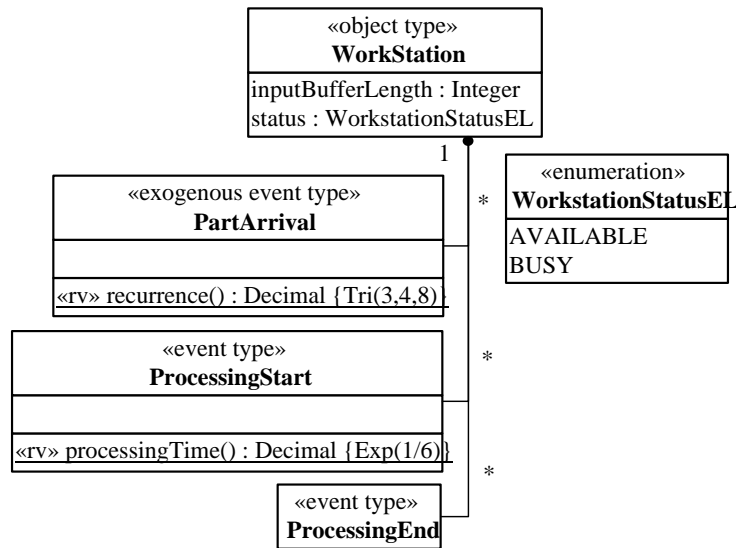 «object type»
WorkStation
inputBufferLength : Integer
status : WorkstationStatusEL
1
«exogenous event type»
PartArrival
«rv» recurrence() : Decimal {Tri(3,4,8)}
*
«enumeration»
WorkstationStatusEL
AVAILABLE
BUSY
«event type»
ProcessingStart
«rv» processingTime() : Decimal {Exp(1/6)}
*
*
«event type»
ProcessingEnd